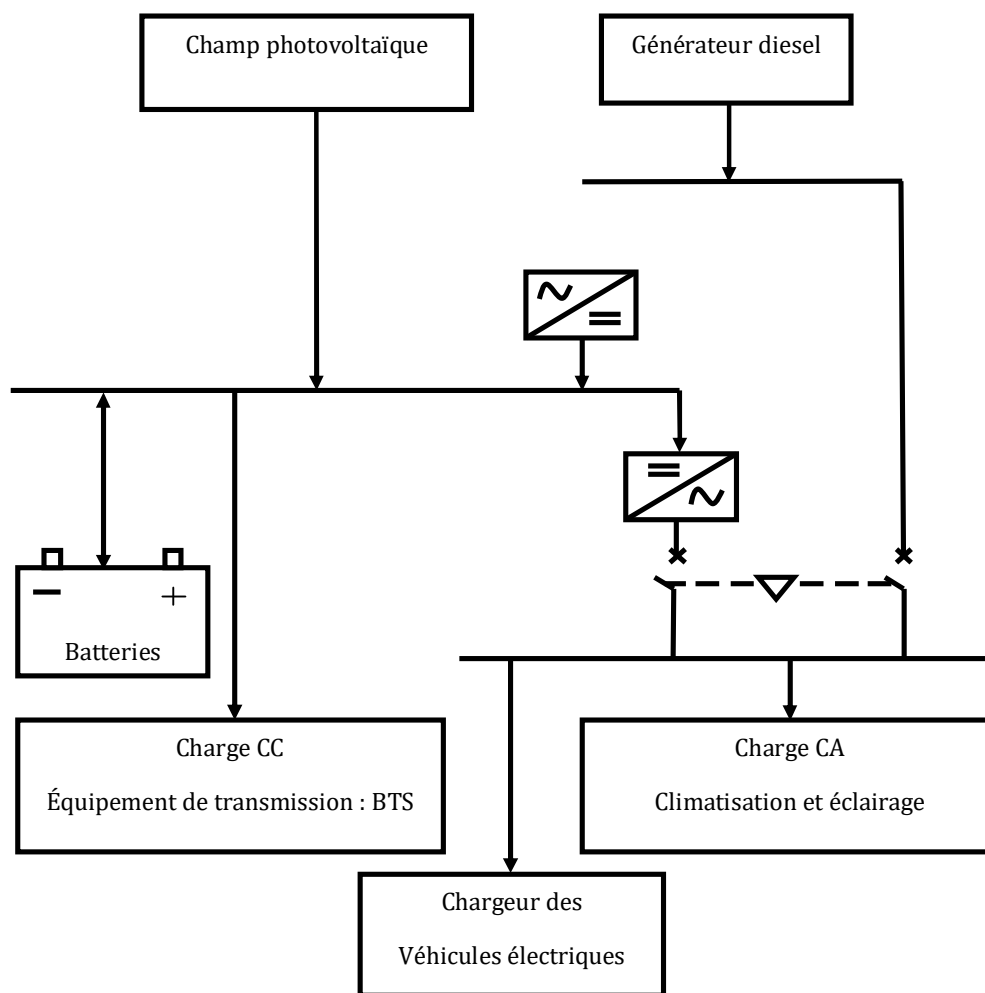 Champ photovoltaïque
Générateur diesel
Batteries
Charge CC
Équipement de transmission : BTS
Charge CA
Climatisation et éclairage
Chargeur des
Véhicules électriques